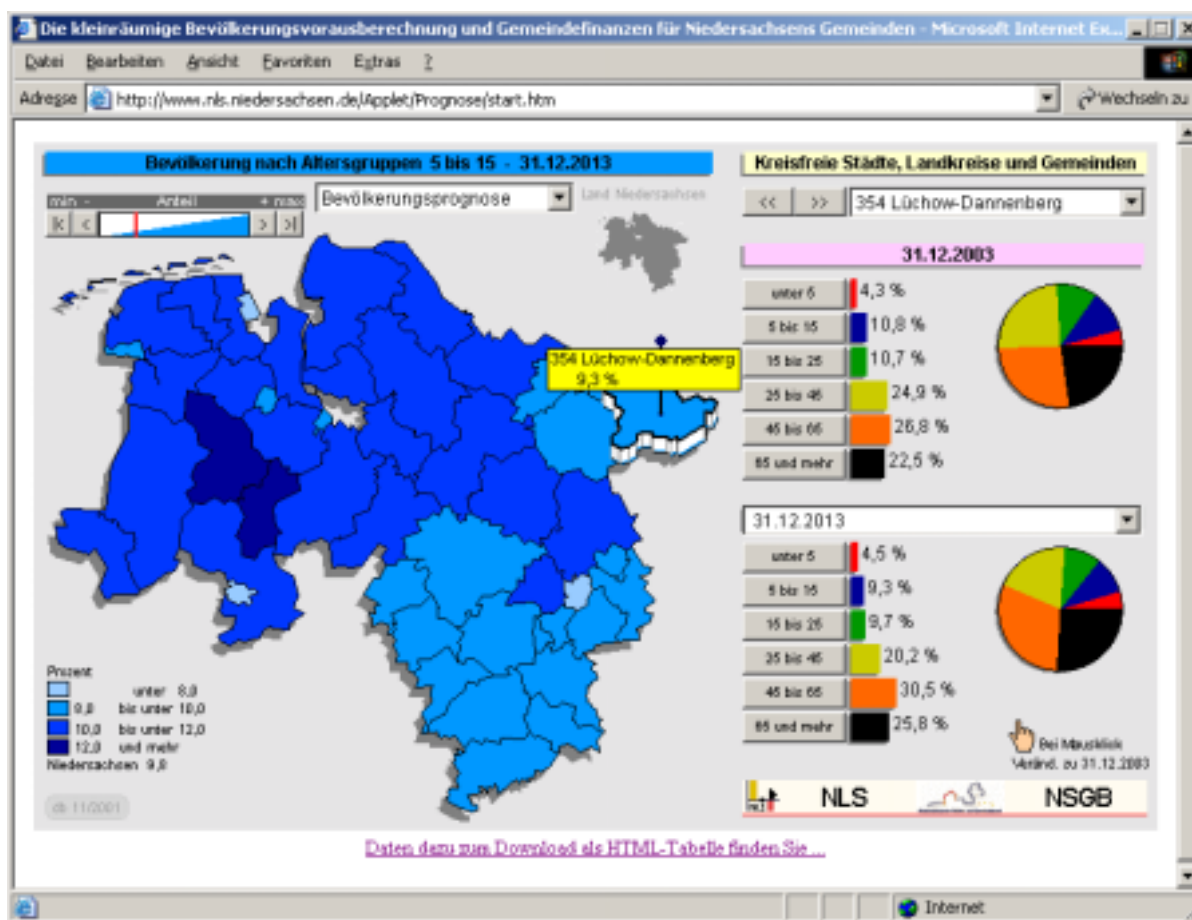 Die kleinräumige Bevölkerungsvorausberechnung und Gemeindefinanzen für Niedersachsens Gemeinden - Microsoft Internet Ex...
Datei Bearbeiten Ansicht Favoriten Extras ?
Adresse http://www.nls.niedersachsen.de/Applet/Prognose/start.htm Wechseln zu
Bevölkerung nach Altersgruppen 5 bis 15 - 31.12.2013
min - Anteil + max
Bevölkerungsprognose
Land Niedersachsen
354 Lüchow-Dannenberg
9,3 %
Prozent
unter 8,0
8,0 bis unter 10,0
10,0 bis unter 12,0
12,0 und mehr
Niedersachsen 9,8
db 11/2001
Kreisfreie Städte, Landkreise und Gemeinden
<< >> 354 Lüchow-Dannenberg
31.12.2003
unter 5 4,3 %
5 bis 15 10,8 %
15 bis 25 10,7 %
25 bis 45 24,9 %
45 bis 65 26,8 %
65 und mehr 22,5 %
31.12.2013
unter 5 4,5 %
5 bis 15 9,3 %
15 bis 25 9,7 %
25 bis 45 20,2 %
45 bis 65 30,5 %
65 und mehr 25,8 %
Bei Mausklick
Veränd. zu 31.12.2003
NLS NSGB
Daten dazu zum Download als HTML-Tabelle finden Sie ...
Internet